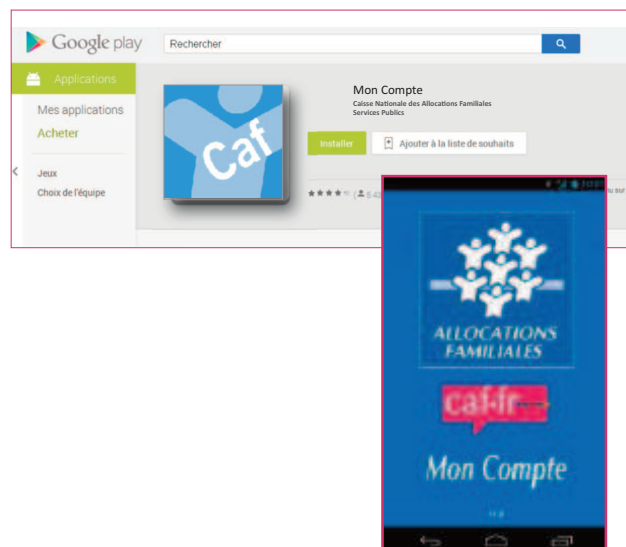 Google play
Rechercher
Applications
Mes applications
Acheter
Jeux
Choix de l'équipe
Caf
Mon Compte
Caisse Nationale des Allocations Familiales
Services Publics
Installer
Ajouter à la liste de souhaits
ALLOCATIONS
FAMILIALES
caf.fr
Mon Compte